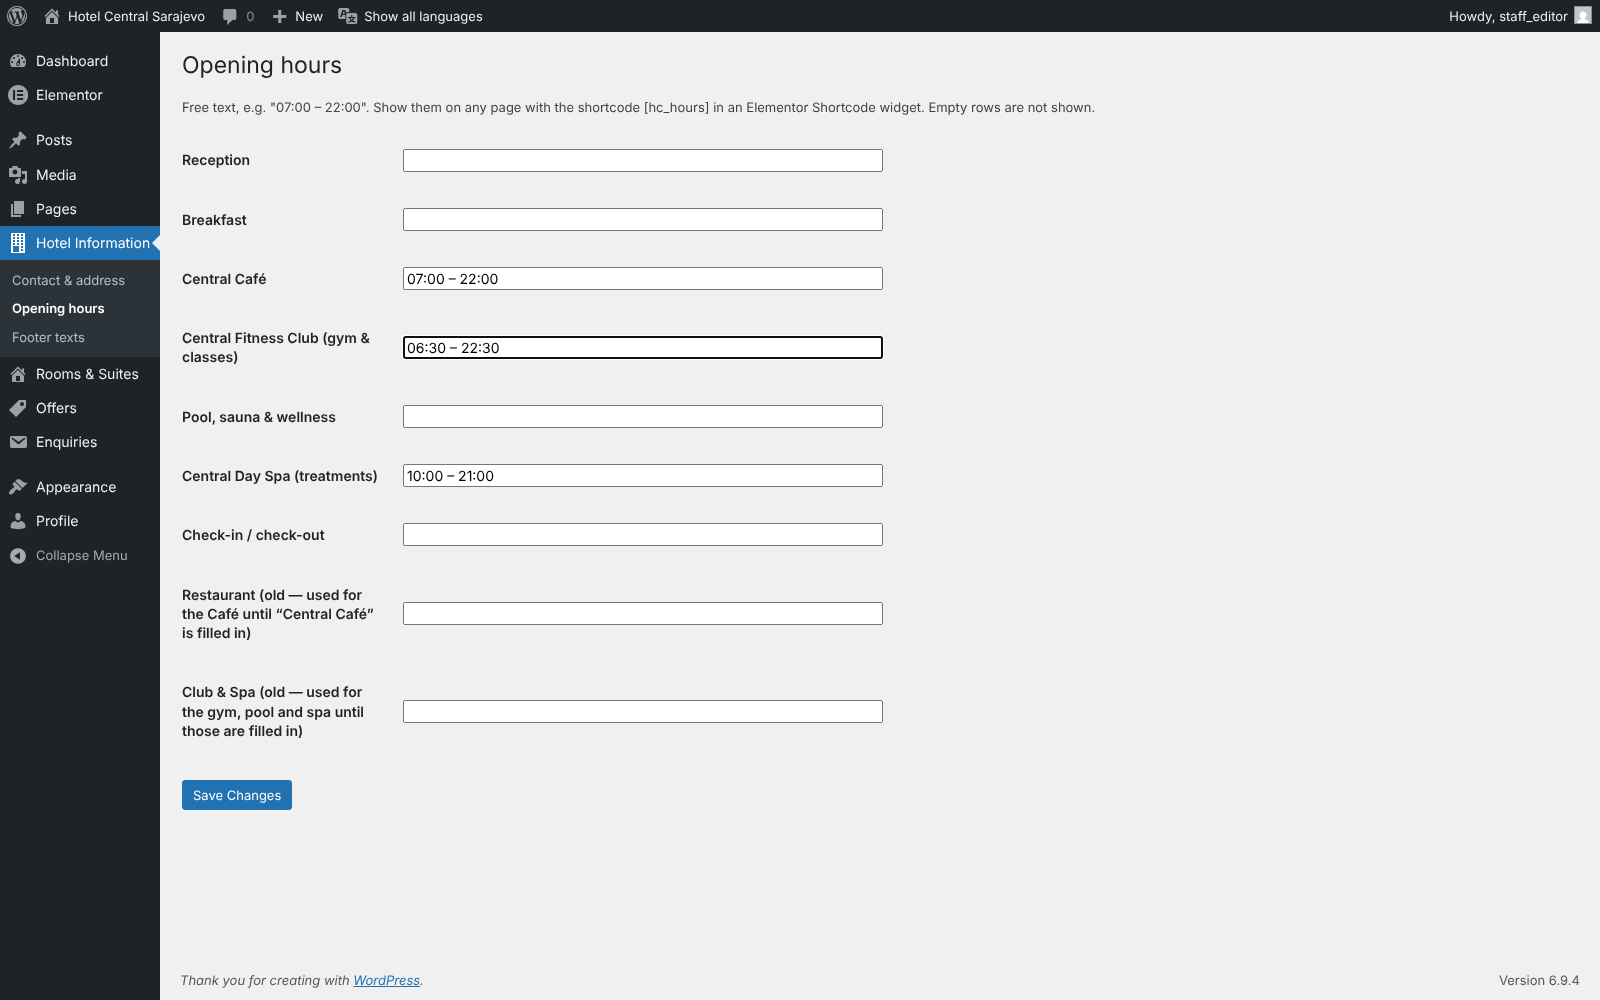 Hotel Central Sarajevo
0
New
Show all languages
Howdy, staff_editor
Dashboard
Elementor
Posts
Media
Pages
Hotel Information
Contact & address
Opening hours
Footer texts
Rooms & Suites
Offers
Enquiries
Appearance
Profile
Collapse Menu
Opening hours
Free text, e.g. "07:00 – 22:00". Show them on any page with the shortcode [hc_hours] in an Elementor Shortcode widget. Empty rows are not shown.
Reception
Breakfast
Central Café
07:00 – 22:00
Central Fitness Club (gym &
classes)
06:30 – 22:30
Pool, sauna & wellness
Central Day Spa (treatments)
10:00 – 21:00
Check-in / check-out
Restaurant (old — used for
the Café until “Central Café”
is filled in)
Club & Spa (old — used for
the gym, pool and spa until
those are filled in)
Save Changes
Thank you for creating with WordPress.
Version 6.9.4